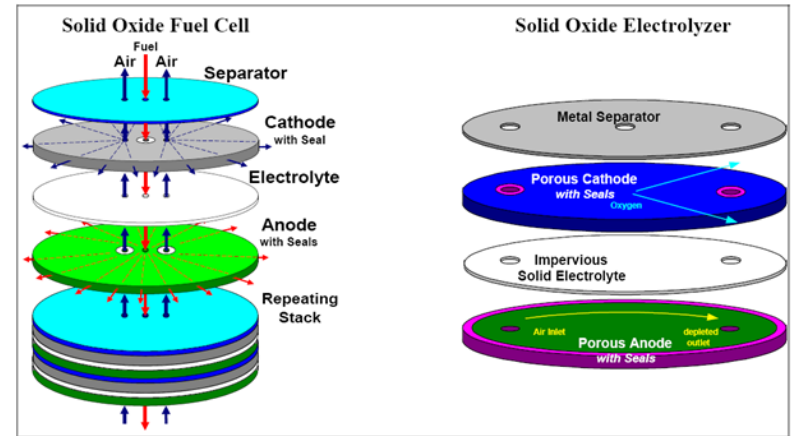 Solid Oxide Fuel Cell
Fuel
Air Air
Separator
Cathode
with Seal
Electrolyte
Anode
with Seals
Repeating
Stack
Solid Oxide Electrolyzer
Metal Separator
Porous Cathode
with Seals
Oxygen
Impervious
Solid Electrolyte
Air Inlet
depleted
outlet
Porous Anode
with Seals